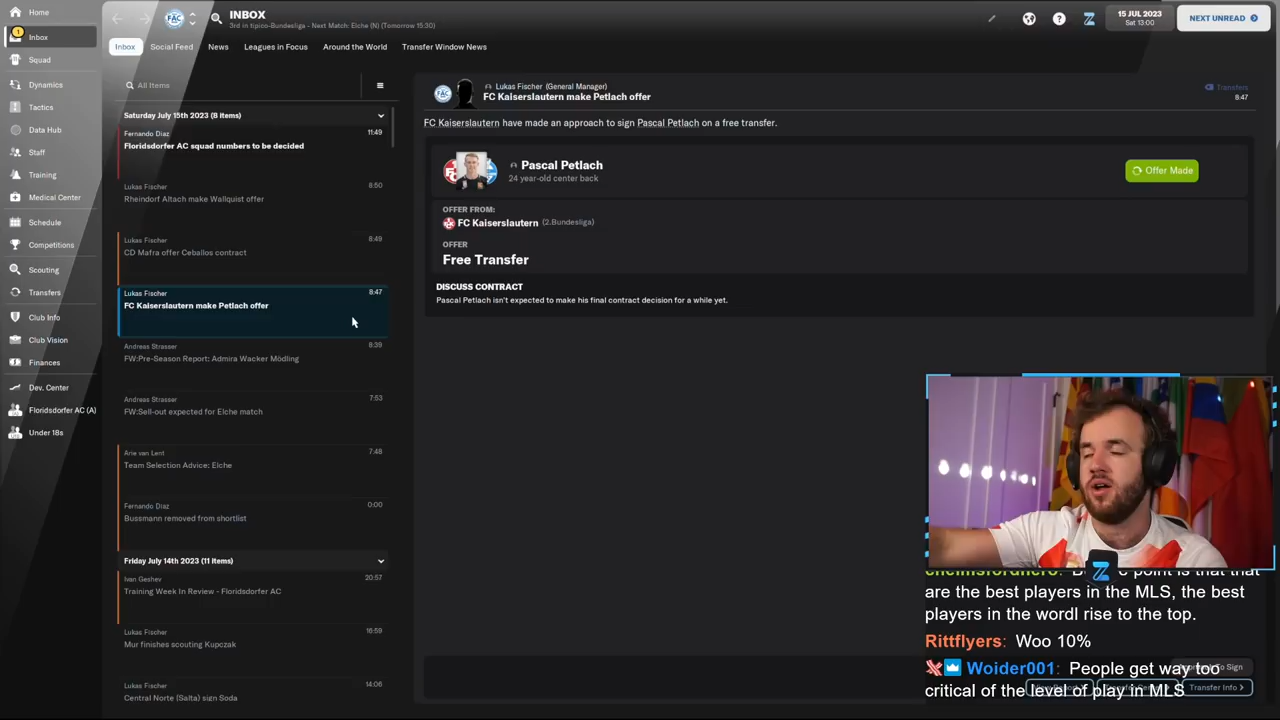 Home
Inbox
1
Squad
Dynamics
Tactics
Data Hub
Staff
Training
Medical Center
Schedule
Competitions
Scouting
Transfers
Club Info
Club Vision
Finances
Dev. Center
Floridsdorfer AC (A)
Under 18s
INBOX
3rd in tipico-Bundesliga - Next Match: Elche (N) (Tomorrow 15:30)
15 JUL 2023
Sat 13:00
NEXT UNREAD
Inbox
Social Feed
News
Leagues in Focus
Around the World
Transfer Window News
All Items
Saturday July 15th 2023 (8 items)
Fernando Diaz
11:49
Floridsdorfer AC squad numbers to be decided
Lukas Fischer
8:50
Rheindorf Altach make Wallquist offer
Lukas Fischer
8:49
CD Mafra offer Ceballos contract
Lukas Fischer
8:47
FC Kaiserslautern make Petlach offer
Andreas Strasser
8:39
FW:Pre-Season Report: Admira Wacker Mödling
Andreas Strasser
7:53
FW:Sell-out expected for Elche match
Arie van Lent
7:48
Team Selection Advice: Elche
Fernando Diaz
0:00
Bussmann removed from shortlist
Friday July 14th 2023 (11 items)
Ivan Geshev
20:57
Training Week In Review - Floridsdorfer AC
Lukas Fischer
16:59
Mur finishes scouting Kupczak
Lukas Fischer
14:06
Central Norte (Salta) sign Soda
Lukas Fischer (General Manager)
FC Kaiserslautern make Petlach offer
Transfers
8:47
FC Kaiserslautern have made an approach to sign Pascal Petlach on a free transfer.
Pascal Petlach
24 year-old center back
Offer Made
OFFER FROM:
FC Kaiserslautern (2.Bundesliga)
OFFER
Free Transfer
DISCUSS CONTRACT
Pascal Petlach isn't expected to make his final contract decision for a while yet.
point is that that
are the best players in the MLS, the best
players in the wordl rise to the top.
Rittflyers: Woo 10%
Woider001: People get way too
critical of the level of play in MLS
To Sign
Transfer Info